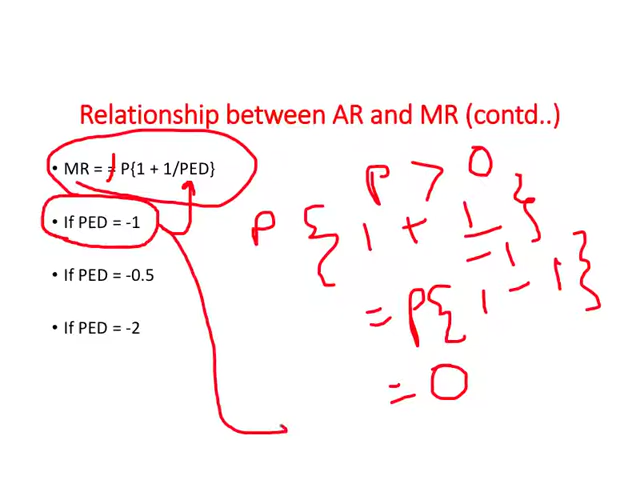 Relationship between AR and MR (contd..)
• MR = = P{1 + 1/PED}
P > 0
• If PED = -1
P { 1 + 1/-1 }
• If PED = -0.5
= P{ 1 - 1 }
• If PED = -2
= 0